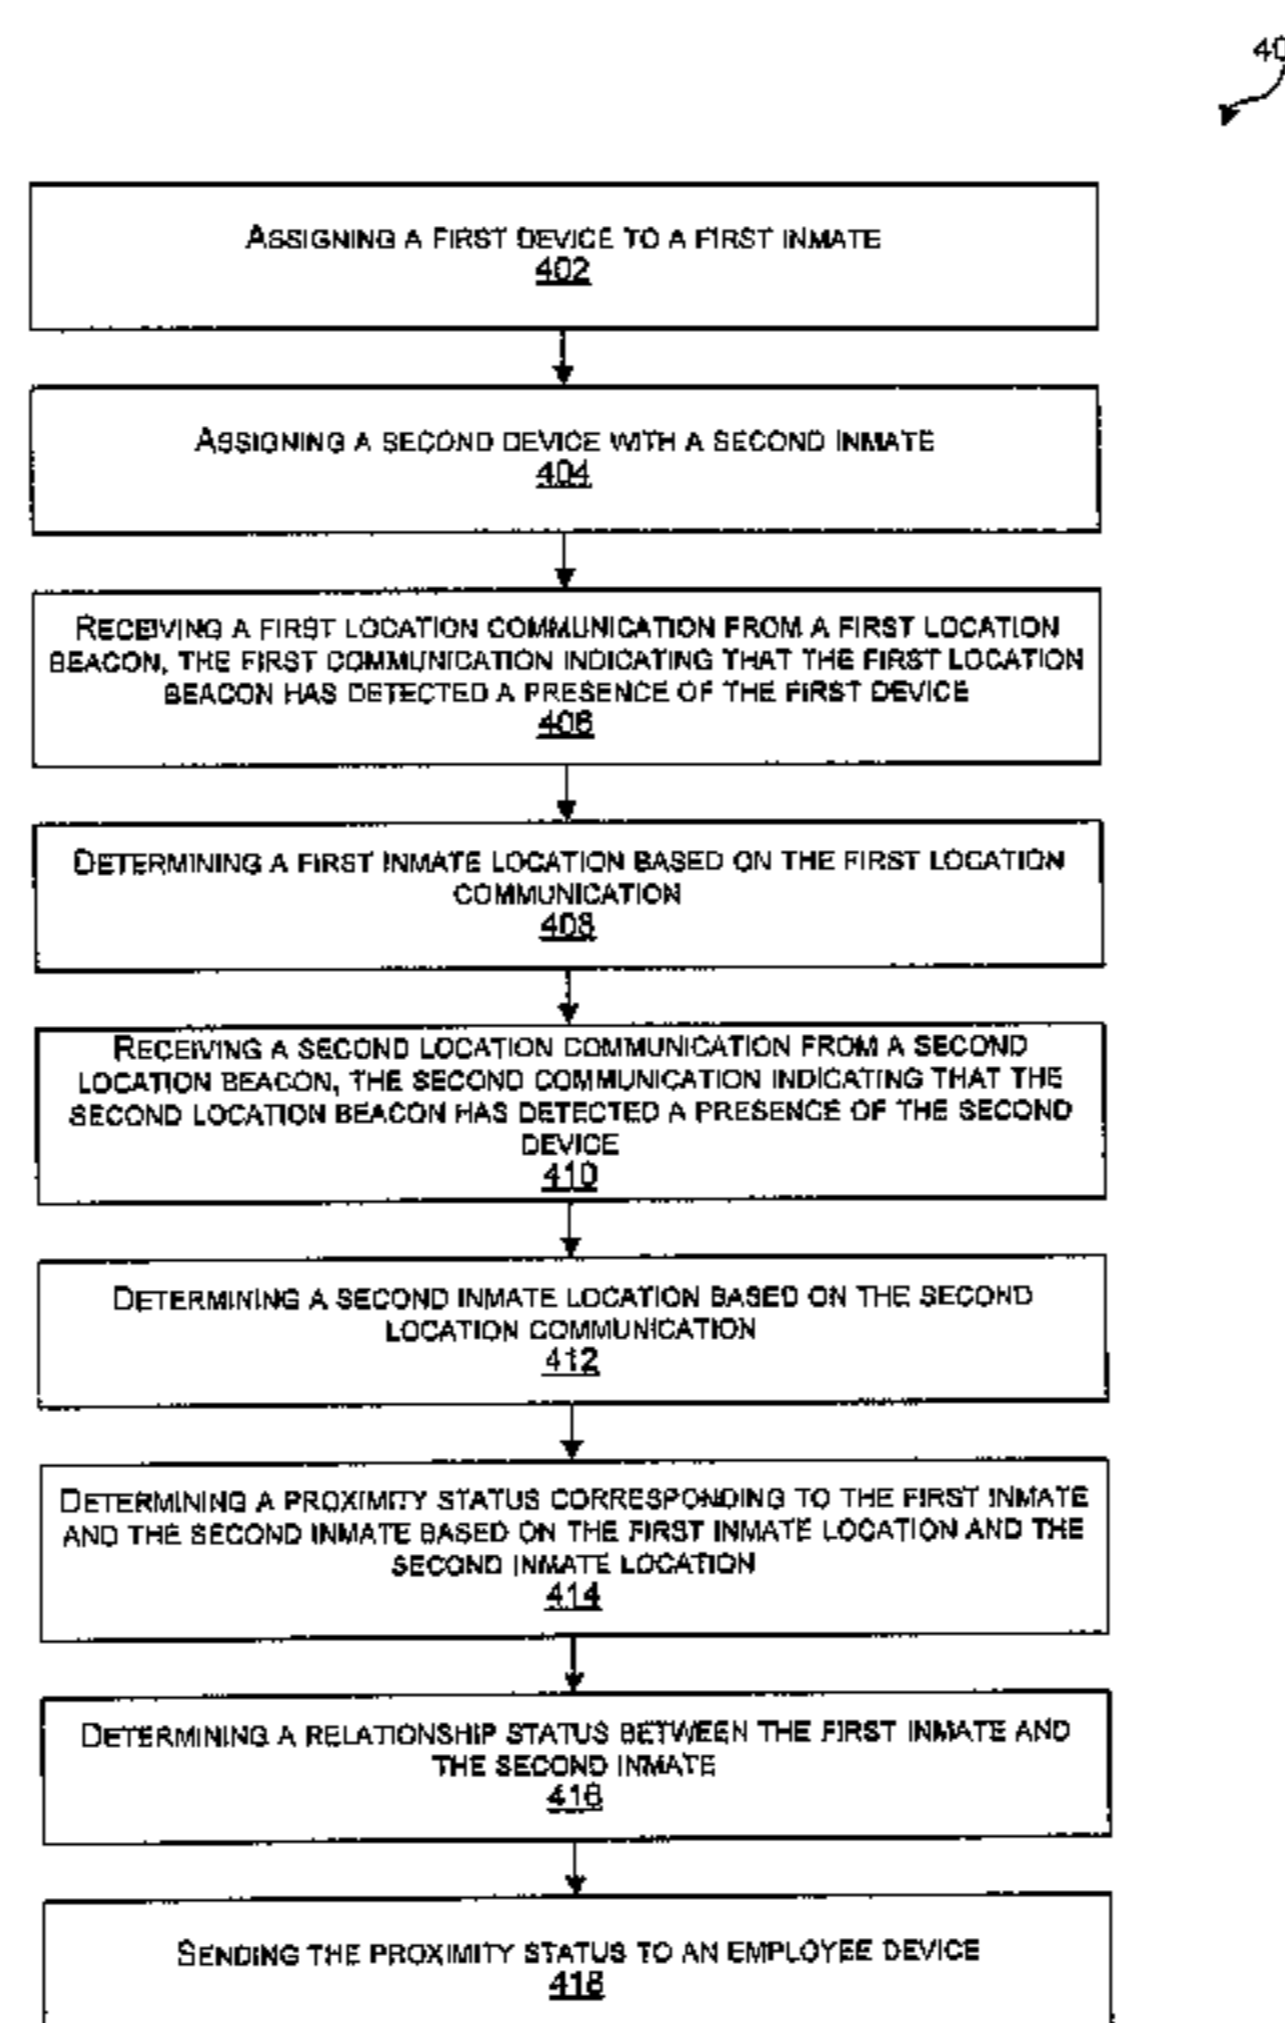 40
ASSIGNING A FIRST DEVICE TO A FIRST INMATE
402
ASSIGNING A SECOND DEVICE WITH A SECOND INMATE
404
RECEIVING A FIRST LOCATION COMMUNICATION FROM A FIRST LOCATION
BEACON, THE FIRST COMMUNICATION INDICATING THAT THE FIRST LOCATION
BEACON HAS DETECTED A PRESENCE OF THE FIRST DEVICE
406
DETERMINING A FIRST INMATE LOCATION BASED ON THE FIRST LOCATION
COMMUNICATION
408
RECEIVING A SECOND LOCATION COMMUNICATION FROM A SECOND
LOCATION BEACON, THE SECOND COMMUNICATION INDICATING THAT THE
SECOND LOCATION BEACON HAS DETECTED A PRESENCE OF THE SECOND
DEVICE
410
DETERMINING A SECOND INMATE LOCATION BASED ON THE SECOND
LOCATION COMMUNICATION
412
DETERMINING A PROXIMITY STATUS CORRESPONDING TO THE FIRST INMATE
AND THE SECOND INMATE BASED ON THE FIRST INMATE LOCATION AND THE
SECOND INMATE LOCATION
414
DETERMINING A RELATIONSHIP STATUS BETWEEN THE FIRST INMATE AND
THE SECOND INMATE
416
SENDING THE PROXIMITY STATUS TO AN EMPLOYEE DEVICE
418